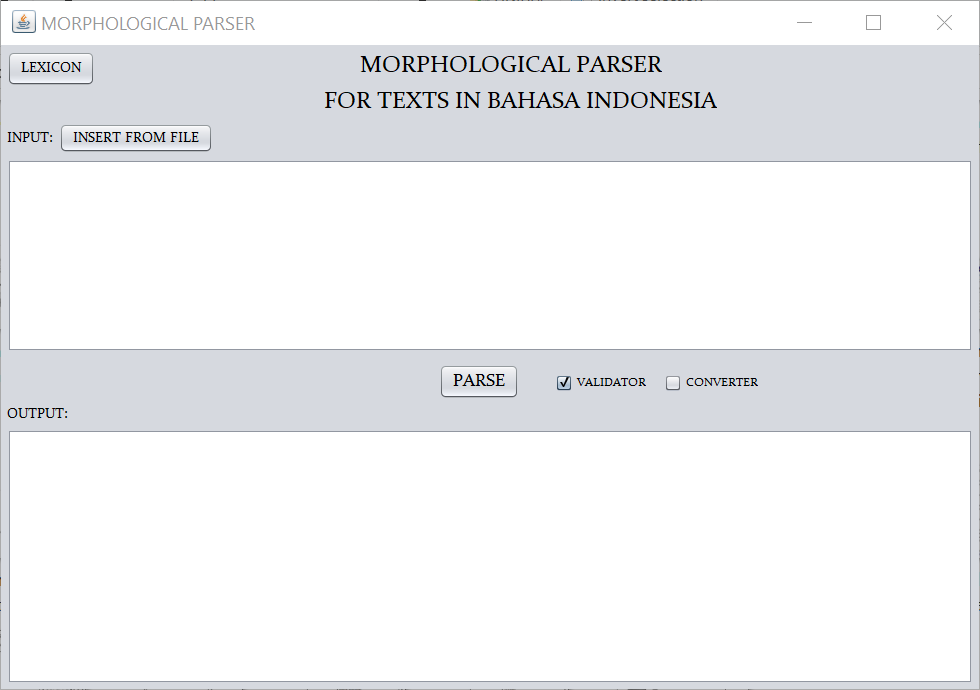 MORPHOLOGICAL PARSER
LEXICON
MORPHOLOGICAL PARSER
FOR TEXTS IN BAHASA INDONESIA
INPUT: INSERT FROM FILE
PARSE VALIDATOR CONVERTER
OUTPUT: